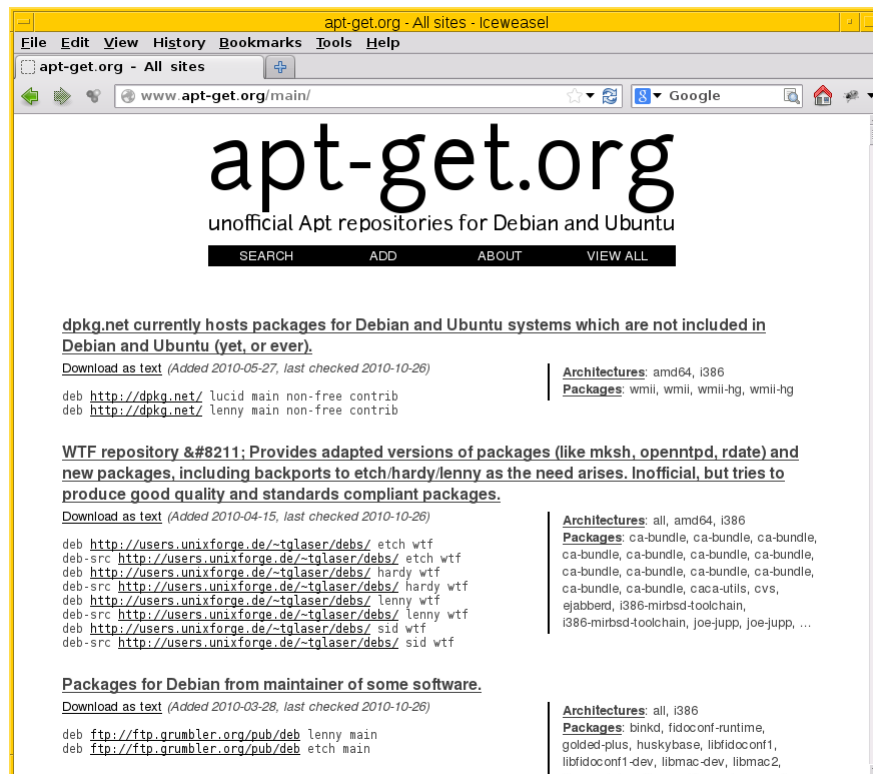 apt-get.org - All sites - Iceweasel
File Edit View History Bookmarks Tools Help
apt-get.org - All sites
www.apt-get.org/main/
Google
apt-get.org
unofficial Apt repositories for Debian and Ubuntu
SEARCH ADD ABOUT VIEW ALL
dpkg.net currently hosts packages for Debian and Ubuntu systems which are not included in
Debian and Ubuntu (yet, or ever).
Download as text (Added 2010-05-27, last checked 2010-10-26)
deb http://dpkg.net/ lucid main non-free contrib
deb http://dpkg.net/ lenny main non-free contrib
Architectures: amd64, i386
Packages: wmii, wmii, wmii-hg, wmii-hg
WTF repository &#8211; Provides adapted versions of packages (like mksh, openntpd, rdate) and
new packages, including backports to etch/hardy/lenny as the need arises. Inofficial, but tries to
produce good quality and standards compliant packages.
Download as text (Added 2010-04-15, last checked 2010-10-26)
deb http://users.unixforge.de/~tglaser/debs/ etch wtf
deb-src http://users.unixforge.de/~tglaser/debs/ etch wtf
deb http://users.unixforge.de/~tglaser/debs/ hardy wtf
deb-src http://users.unixforge.de/~tglaser/debs/ hardy wtf
deb http://users.unixforge.de/~tglaser/debs/ lenny wtf
deb-src http://users.unixforge.de/~tglaser/debs/ lenny wtf
deb http://users.unixforge.de/~tglaser/debs/ sid wtf
deb-src http://users.unixforge.de/~tglaser/debs/ sid wtf
Architectures: all, amd64, i386
Packages: ca-bundle, ca-bundle, ca-bundle,
ca-bundle, ca-bundle, ca-bundle, ca-bundle,
ca-bundle, ca-bundle, ca-bundle, ca-bundle,
ca-bundle, ca-bundle, caca-utils, cvs,
ejabberd, i386-mirbsd-toolchain,
i386-mirbsd-toolchain, joe-jupp, joe-jupp, …
Packages for Debian from maintainer of some software.
Download as text (Added 2010-03-28, last checked 2010-10-26)
deb ftp://ftp.grumbler.org/pub/deb lenny main
deb ftp://ftp.grumbler.org/pub/deb etch main
Architectures: all, i386
Packages: binkd, fidoconf-runtime,
golded-plus, huskybase, libfidoconf1,
libfidoconf1-dev, libmac-dev, libmac2,